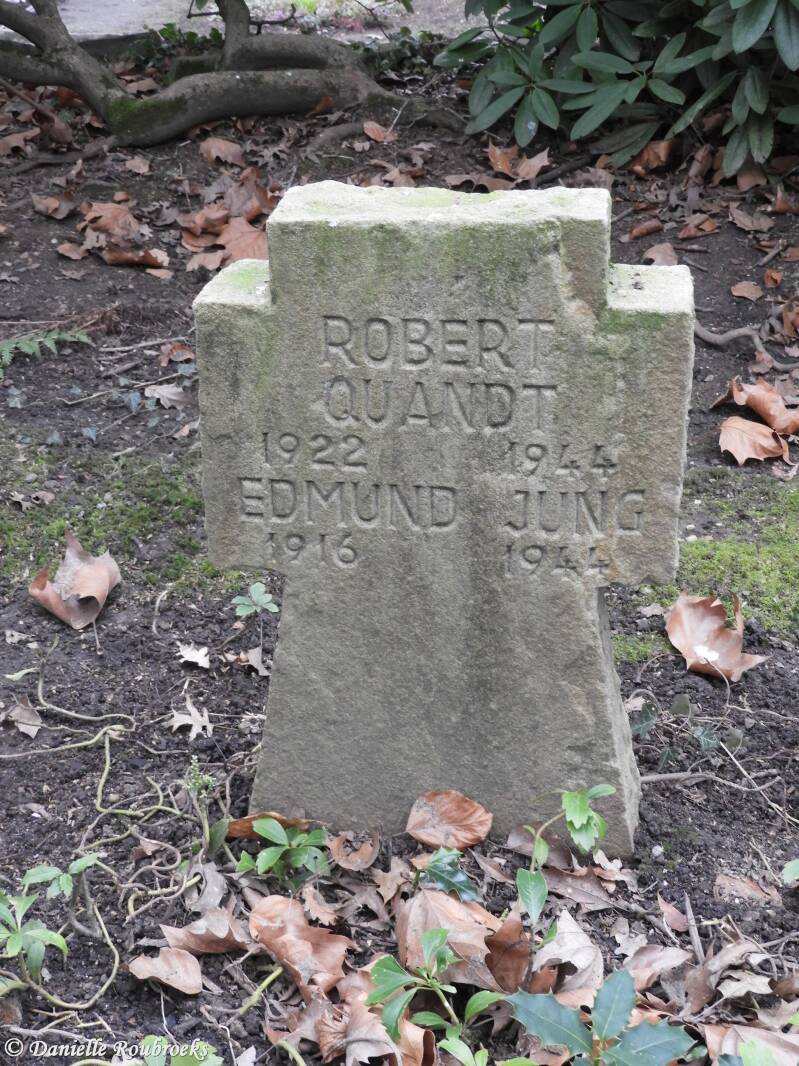 ROBERT
QUANDT
1922 1944
EDMUND JUNG
1916 1944
© Danielle Roubroeks